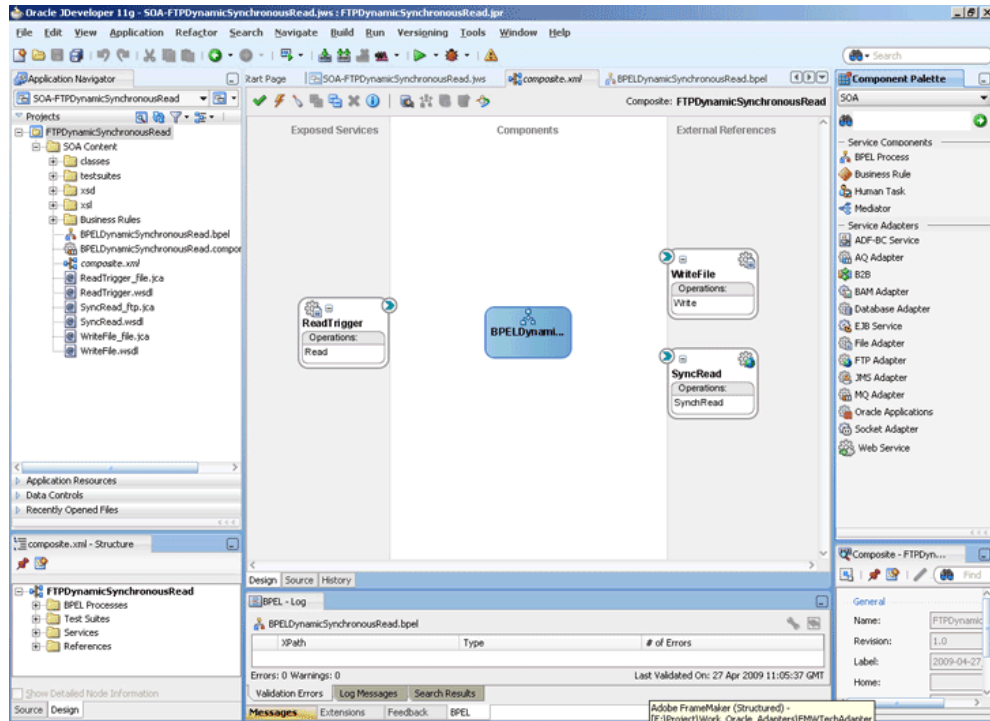 Oracle JDeveloper 11g - SOA-FTPDynamicSynchronousRead.jws : FTPDynamicSynchronousRead.jpr
File Edit View Application Refactor Search Navigate Build Run Versioning Tools Window Help
Search
Application Navigator
SOA-FTPDynamicSynchronousRead
Projects
FTPDynamicSynchronousRead
SOA Content
classes
testsuites
xsd
xsl
Business Rules
BPELDynamicSynchronousRead.bpel
BPELDynamicSynchronousRead.compor
composite.xml
ReadTrigger_file.jca
ReadTrigger.wsdl
SyncRead_ftp.jca
SyncRead.wsdl
WriteFile_file.jca
WriteFile.wsdl
Application Resources
Data Controls
Recently Opened Files
composite.xml - Structure
FTPDynamicSynchronousRead
BPEL Processes
Test Suites
Services
References
Show Detailed Node Information
Source Design
tart Page SOA-FTPDynamicSynchronousRead.jws composite.xml BPELDynamicSynchronousRead.bpel
Composite: FTPDynamicSynchronousRead
Exposed Services Components External References
ReadTrigger
Operations:
Read
BPELDynami...
WriteFile
Operations:
Write
SyncRead
Operations:
SynchRead
Design Source History
BPEL - Log
BPELDynamicSynchronousRead.bpel
XPath Type # of Errors
Errors: 0 Warnings: 0 Last Validated On: 27 Apr 2009 11:05:37 GMT
Validation Errors Log Messages Search Results
Messages Extensions Feedback BPEL
Adobe FrameMaker (Structured) -
[E:\Project\Work_Oracle_Adapters\FMWTechAdapter
Component Palette
SOA
Service Components
BPEL Process
Business Rule
Human Task
Mediator
Service Adapters
ADF-BC Service
AQ Adapter
B2B
BAM Adapter
Database Adapter
EJB Service
File Adapter
FTP Adapter
JMS Adapter
MQ Adapter
Oracle Applications
Socket Adapter
Web Service
Composite - FTPDyn...
Find
General
Name: FTPDynamic
Revision: 1.0
Label: 2009-04-27
Home: